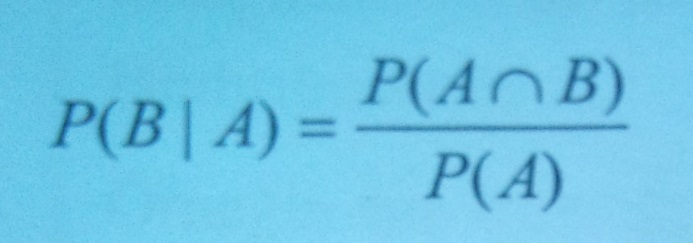 P(B | A) = P(A ∩ B) / P(A)